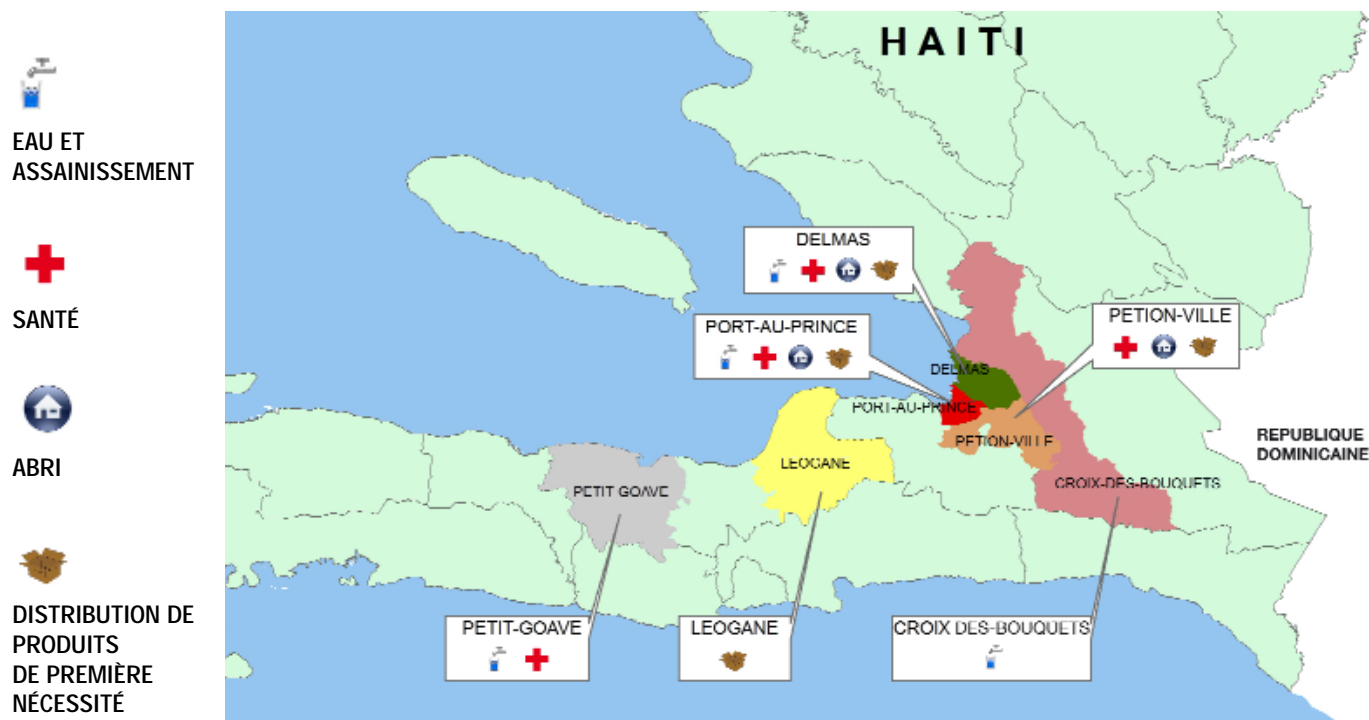 EAU ET
ASSAINISSEMENT
SANTÉ
ABRI
DISTRIBUTION DE
PRODUITS
DE PREMIÈRE
NÉCESSITÉ
HAITI
DELMAS
PORT-AU-PRINCE
PETION-VILLE
DELMAS
PORT-AU-PRINCE
PETION-VILLE
REPUBLIQUE
DOMINICAINE
LEOGANE
CROIX-DES-BOUQUETS
PETIT GOAVE
PETIT-GOAVE
LEOGANE
CROIX DES-BOUQUETS